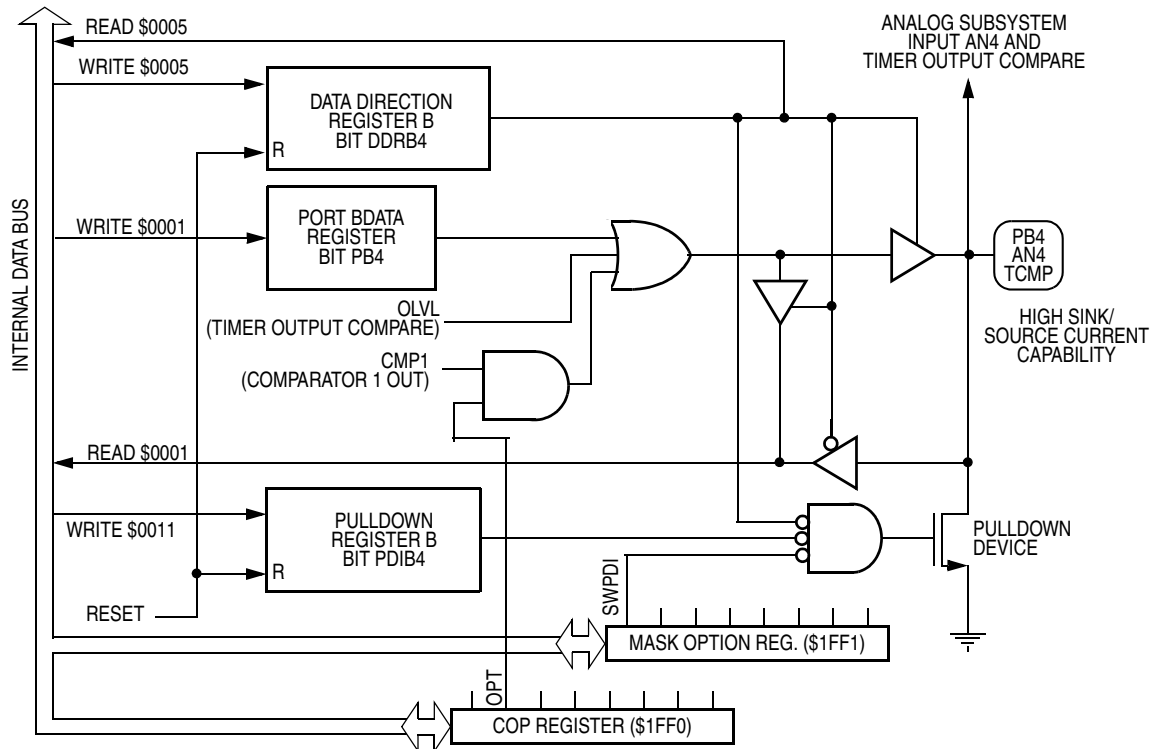 READ $0005
WRITE $0005
DATA DIRECTION
REGISTER B
BIT DDRB4
R
ANALOG SUBSYSTEM
INPUT AN4 AND
TIMER OUTPUT COMPARE
INTERNAL DATA BUS
WRITE $0001
PORT BDATA
REGISTER
BIT PB4
PB4
AN4
TCMP
OLVL
(TIMER OUTPUT COMPARE)
HIGH SINK/
SOURCE CURRENT
CAPABILITY
CMP1
(COMPARATOR 1 OUT)
READ $0001
WRITE $0011
PULLDOWN
REGISTER B
BIT PDIB4
R
PULLDOWN
DEVICE
RESET
SWPDI
MASK OPTION REG. ($1FF1)
OPT
COP REGISTER ($1FF0)